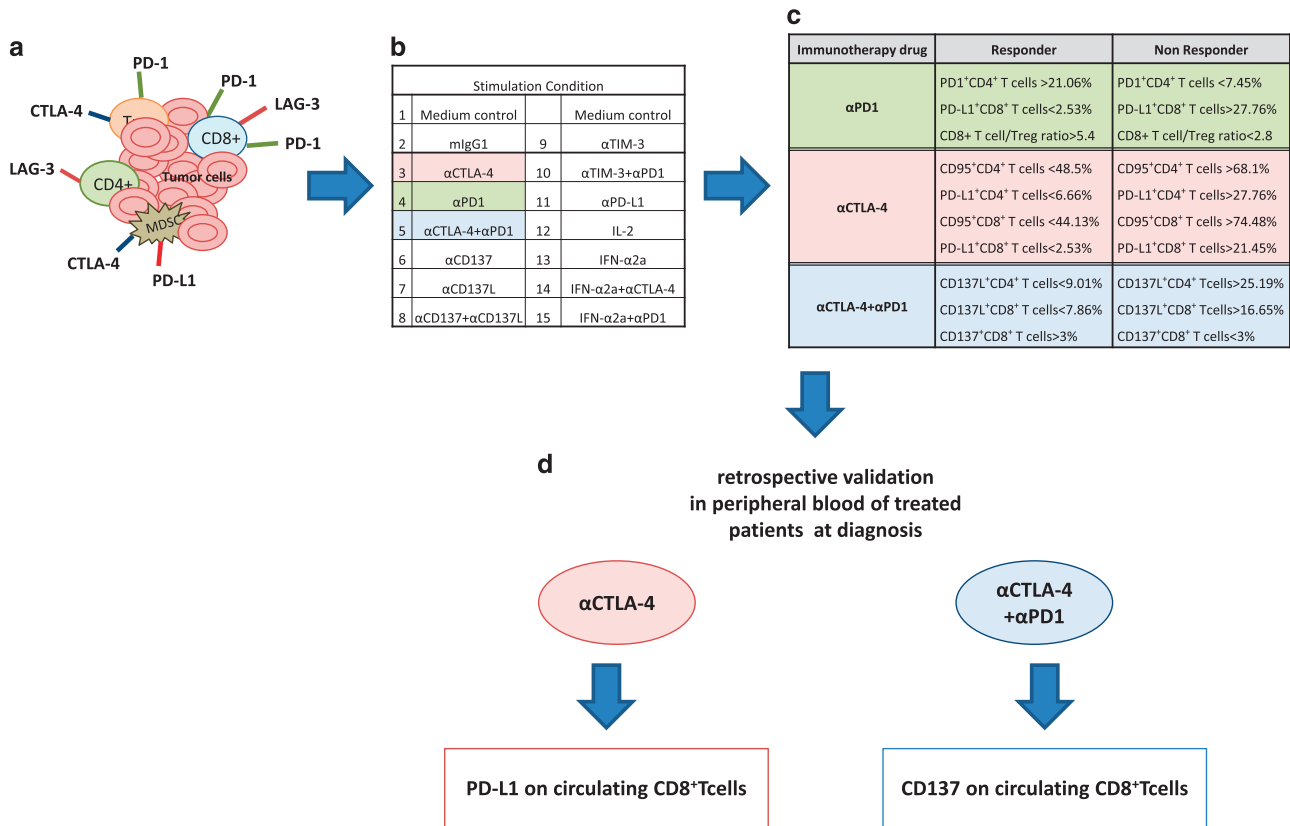 a
PD-1
PD-1
CTLA-4
LAG-3
CD8+
PD-1
LAG-3
CD4+
Tumor cells
MDSC
CTLA-4
PD-L1
b
Stimulation Condition
1 Medium control Medium control
2 mIgG1 9 αTIM-3
3 αCTLA-4 10 αTIM-3+αPD1
4 αPD1 11 αPD-L1
5 αCTLA-4+αPD1 12 IL-2
6 αCD137 13 IFN-α2a
7 αCD137L 14 IFN-α2a+αCTLA-4
8 αCD137+αCD137L 15 IFN-α2a+αPD1
c
Immunotherapy drug Responder Non Responder
αPD1
PD1⁺CD4⁺ T cells >21.06% PD1⁺CD4⁺ T cells <7.45%
PD-L1⁺CD8⁺ T cells<2.53% PD-L1⁺CD8⁺ T cells>27.76%
CD8+ T cell/Treg ratio>5.4 CD8+ T cell/Treg ratio<2.8
αCTLA-4
CD95⁺CD4⁺ T cells <48.5% CD95⁺CD4⁺ T cells >68.1%
PD-L1⁺CD4⁺ T cells<6.66% PD-L1⁺CD4⁺ T cells>27.76%
CD95⁺CD8⁺ T cells <44.13% CD95⁺CD8⁺ T cells >74.48%
PD-L1⁺CD8⁺ T cells<2.53% PD-L1⁺CD8⁺ T cells>21.45%
αCTLA-4+αPD1
CD137L⁺CD4⁺ T cells<9.01% CD137L⁺CD4⁺ Tcells>25.19%
CD137L⁺CD8⁺ T cells<7.86% CD137L⁺CD8⁺ Tcells>16.65%
CD137⁺CD8⁺ T cells>3% CD137⁺CD8⁺ T cells<3%
d
retrospective validation
in peripheral blood of treated
patients at diagnosis
αCTLA-4
αCTLA-4
+αPD1
PD-L1 on circulating CD8⁺Tcells
CD137 on circulating CD8⁺Tcells